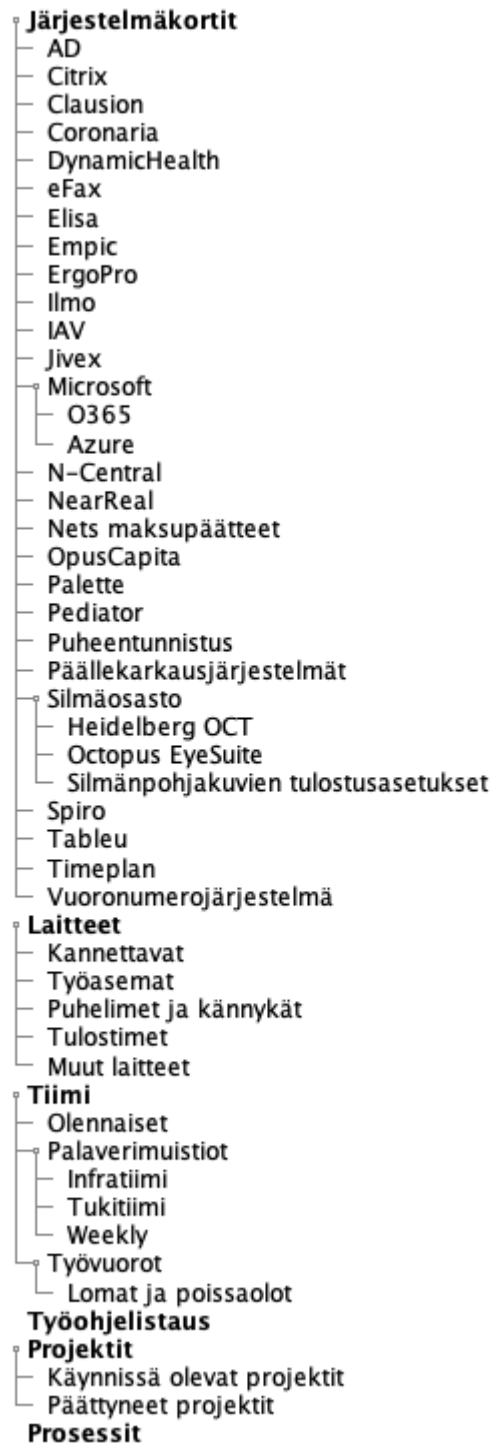 Järjestelmäkortit
AD
Citrix
Clausion
Coronaria
DynamicHealth
eFax
Elisa
Empic
ErgoPro
Ilmo
IAV
Jivex
Microsoft
O365
Azure
N-Central
NearReal
Nets maksupäätteet
OpusCapita
Palette
Pediator
Puheentunnistus
Päällekarkausjärjestelmät
Silmäosasto
Heidelberg OCT
Octopus EyeSuite
Silmänpohjakuvien tulostusasetukset
Spiro
Tableu
Timeplan
Vuoronumerojärjestelmä
Laitteet
Kannettavat
Työasemat
Puhelimet ja kännykät
Tulostimet
Muut laitteet
Tiimi
Olennaiset
Palaverimuistiot
Infratiimi
Tukitiimi
Weekly
Työvuorot
Lomat ja poissaolot
Työohjelistaus
Projektit
Käynnissä olevat projektit
Päättyneet projektit
Prosessit